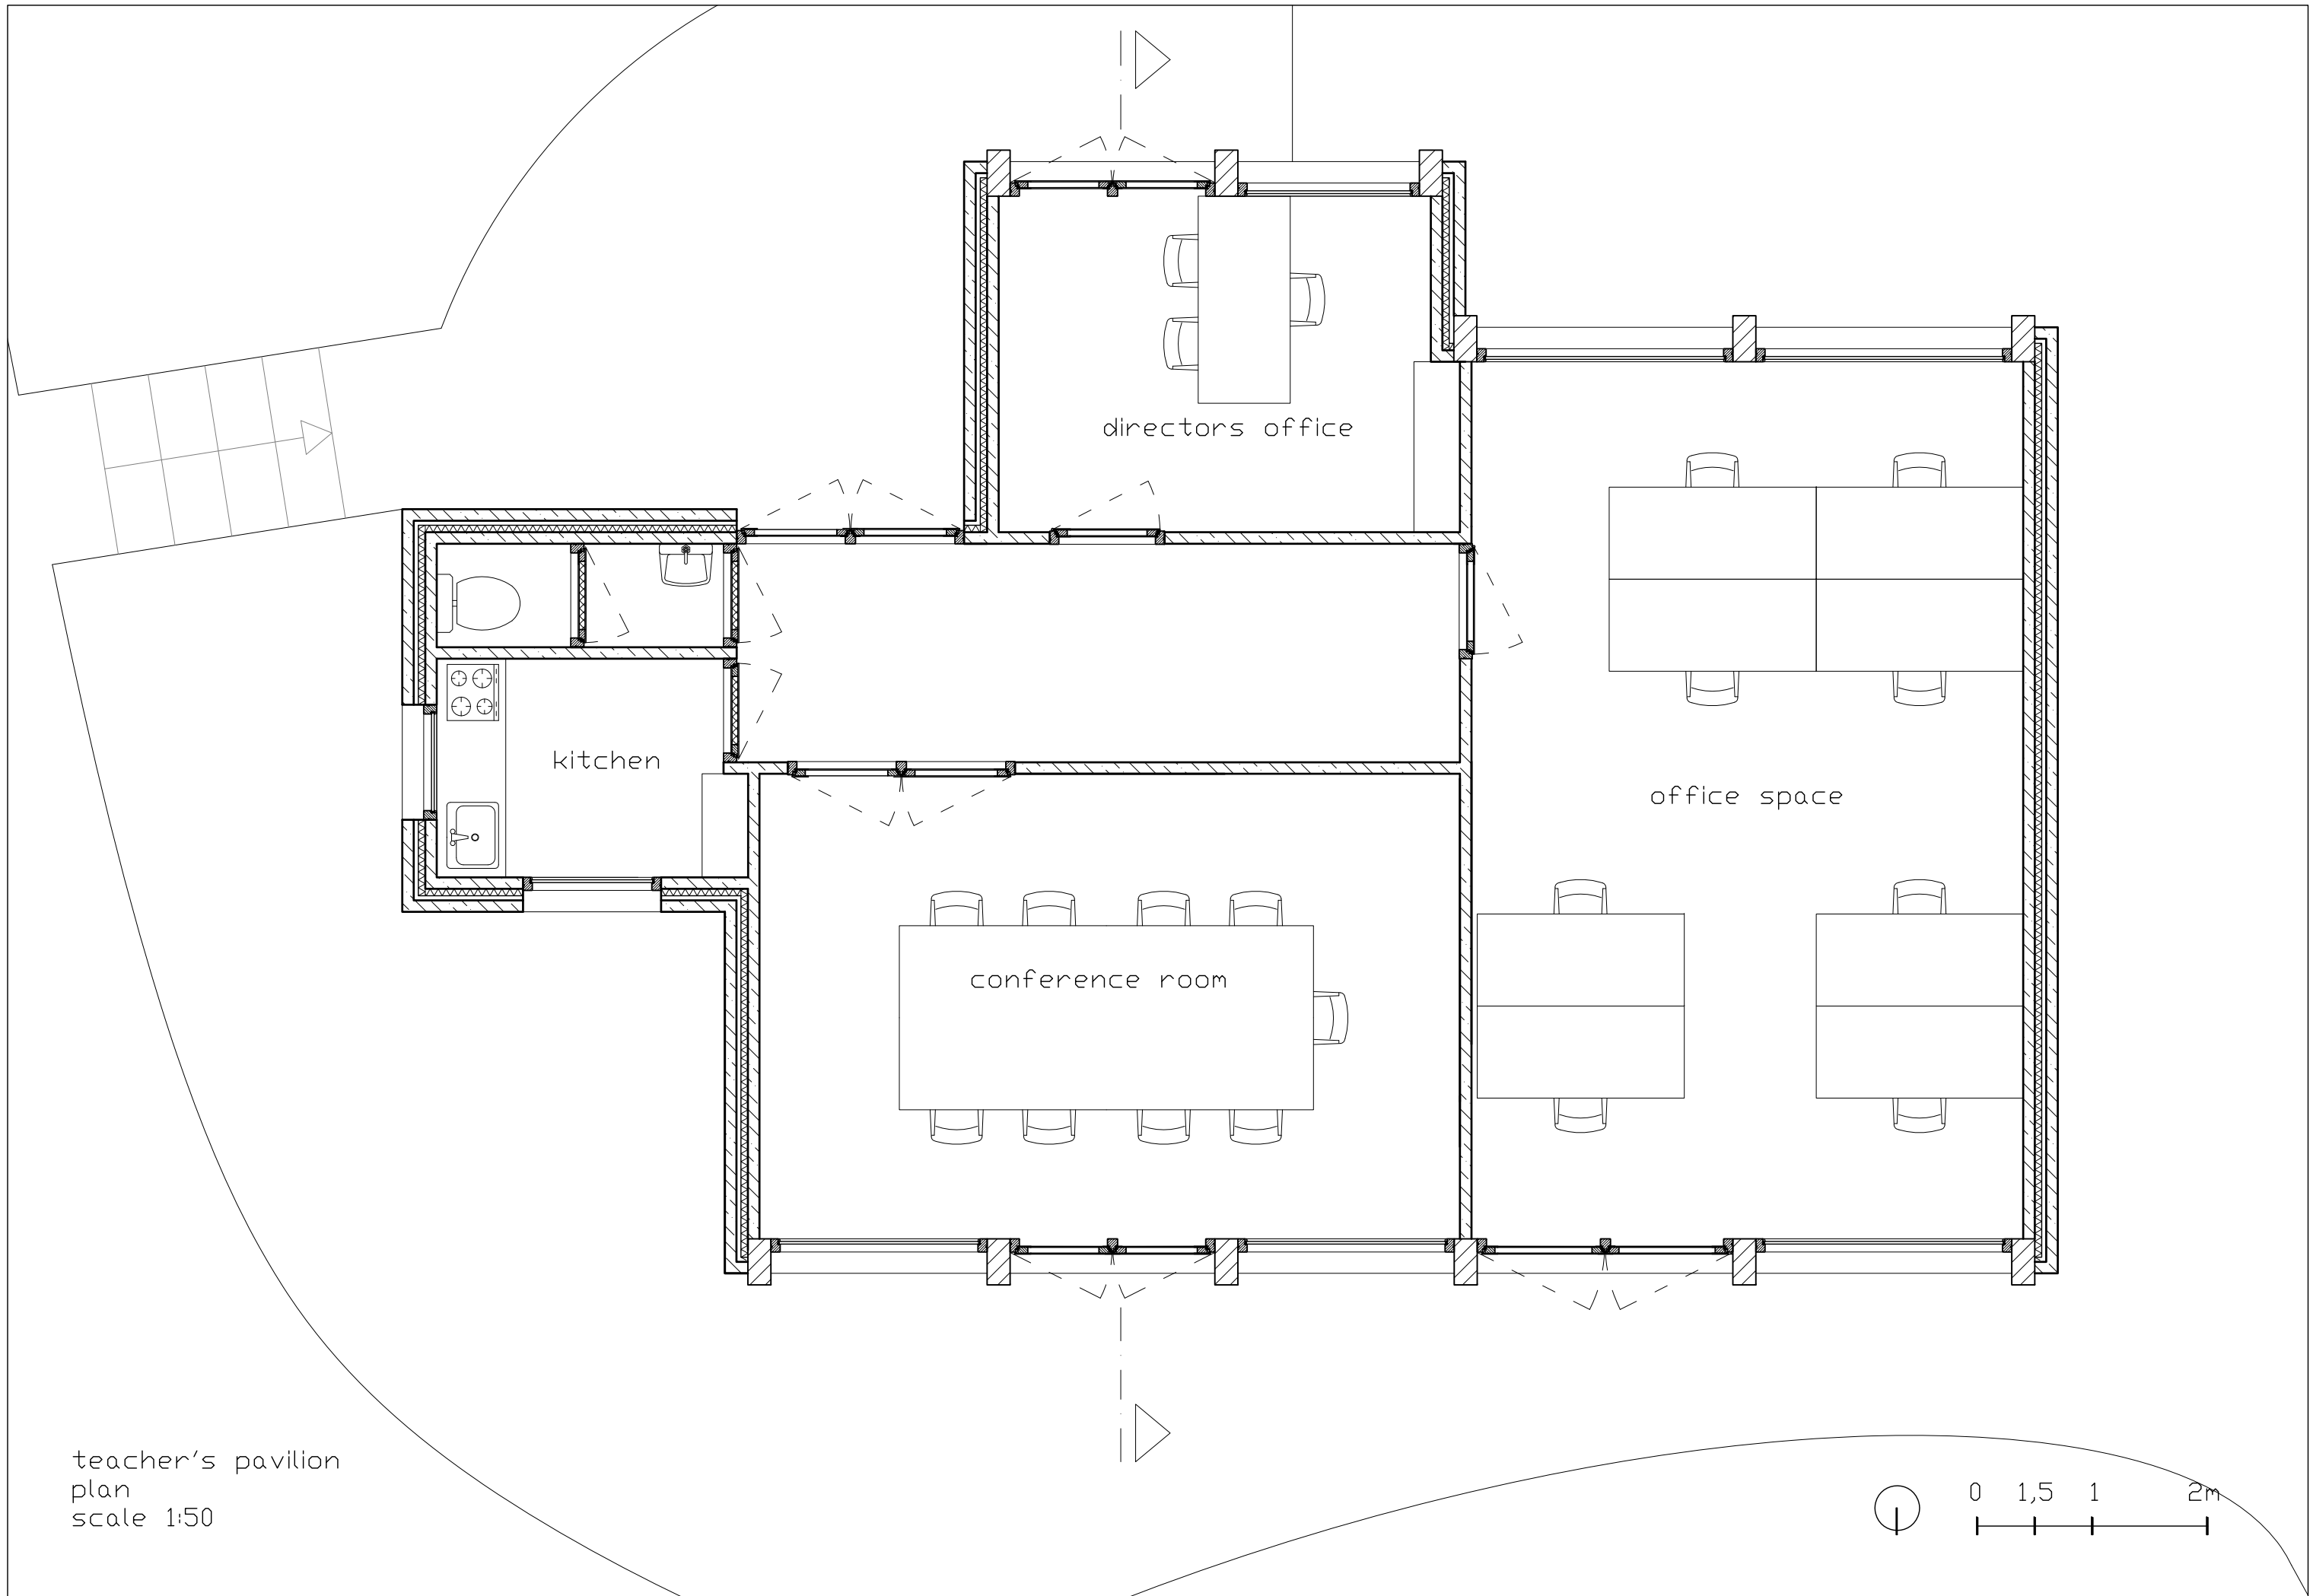 directors office
kitchen
office space
conference room
teacher's pavilion
plan
scale 1:50
0 1,5 1 2m